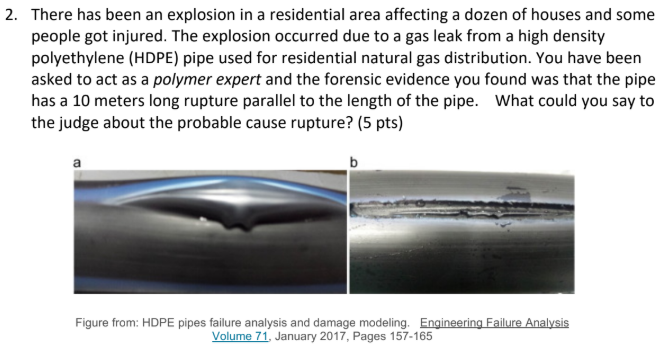 2. There has been an explosion in a residential area affecting a dozen of houses and some
people got injured. The explosion occurred due to a gas leak from a high density
polyethylene (HDPE) pipe used for residential natural gas distribution. You have been
asked to act as a polymer expert and the forensic evidence you found was that the pipe
has a 10 meters long rupture parallel to the length of the pipe. What could you say to
the judge about the probable cause rupture? (5 pts)
a b
Figure from: HDPE pipes failure analysis and damage modeling. Engineering Failure Analysis
Volume 71, January 2017, Pages 157-165